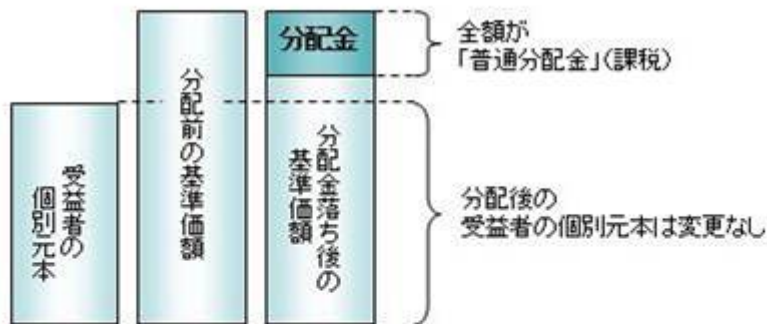 受益者の
個別元本
分配前の基準価額
分配金
分配金落ち後の
基準価額
全額が
「普通分配金」(課税)
分配後の
受益者の個別元本は変更なし